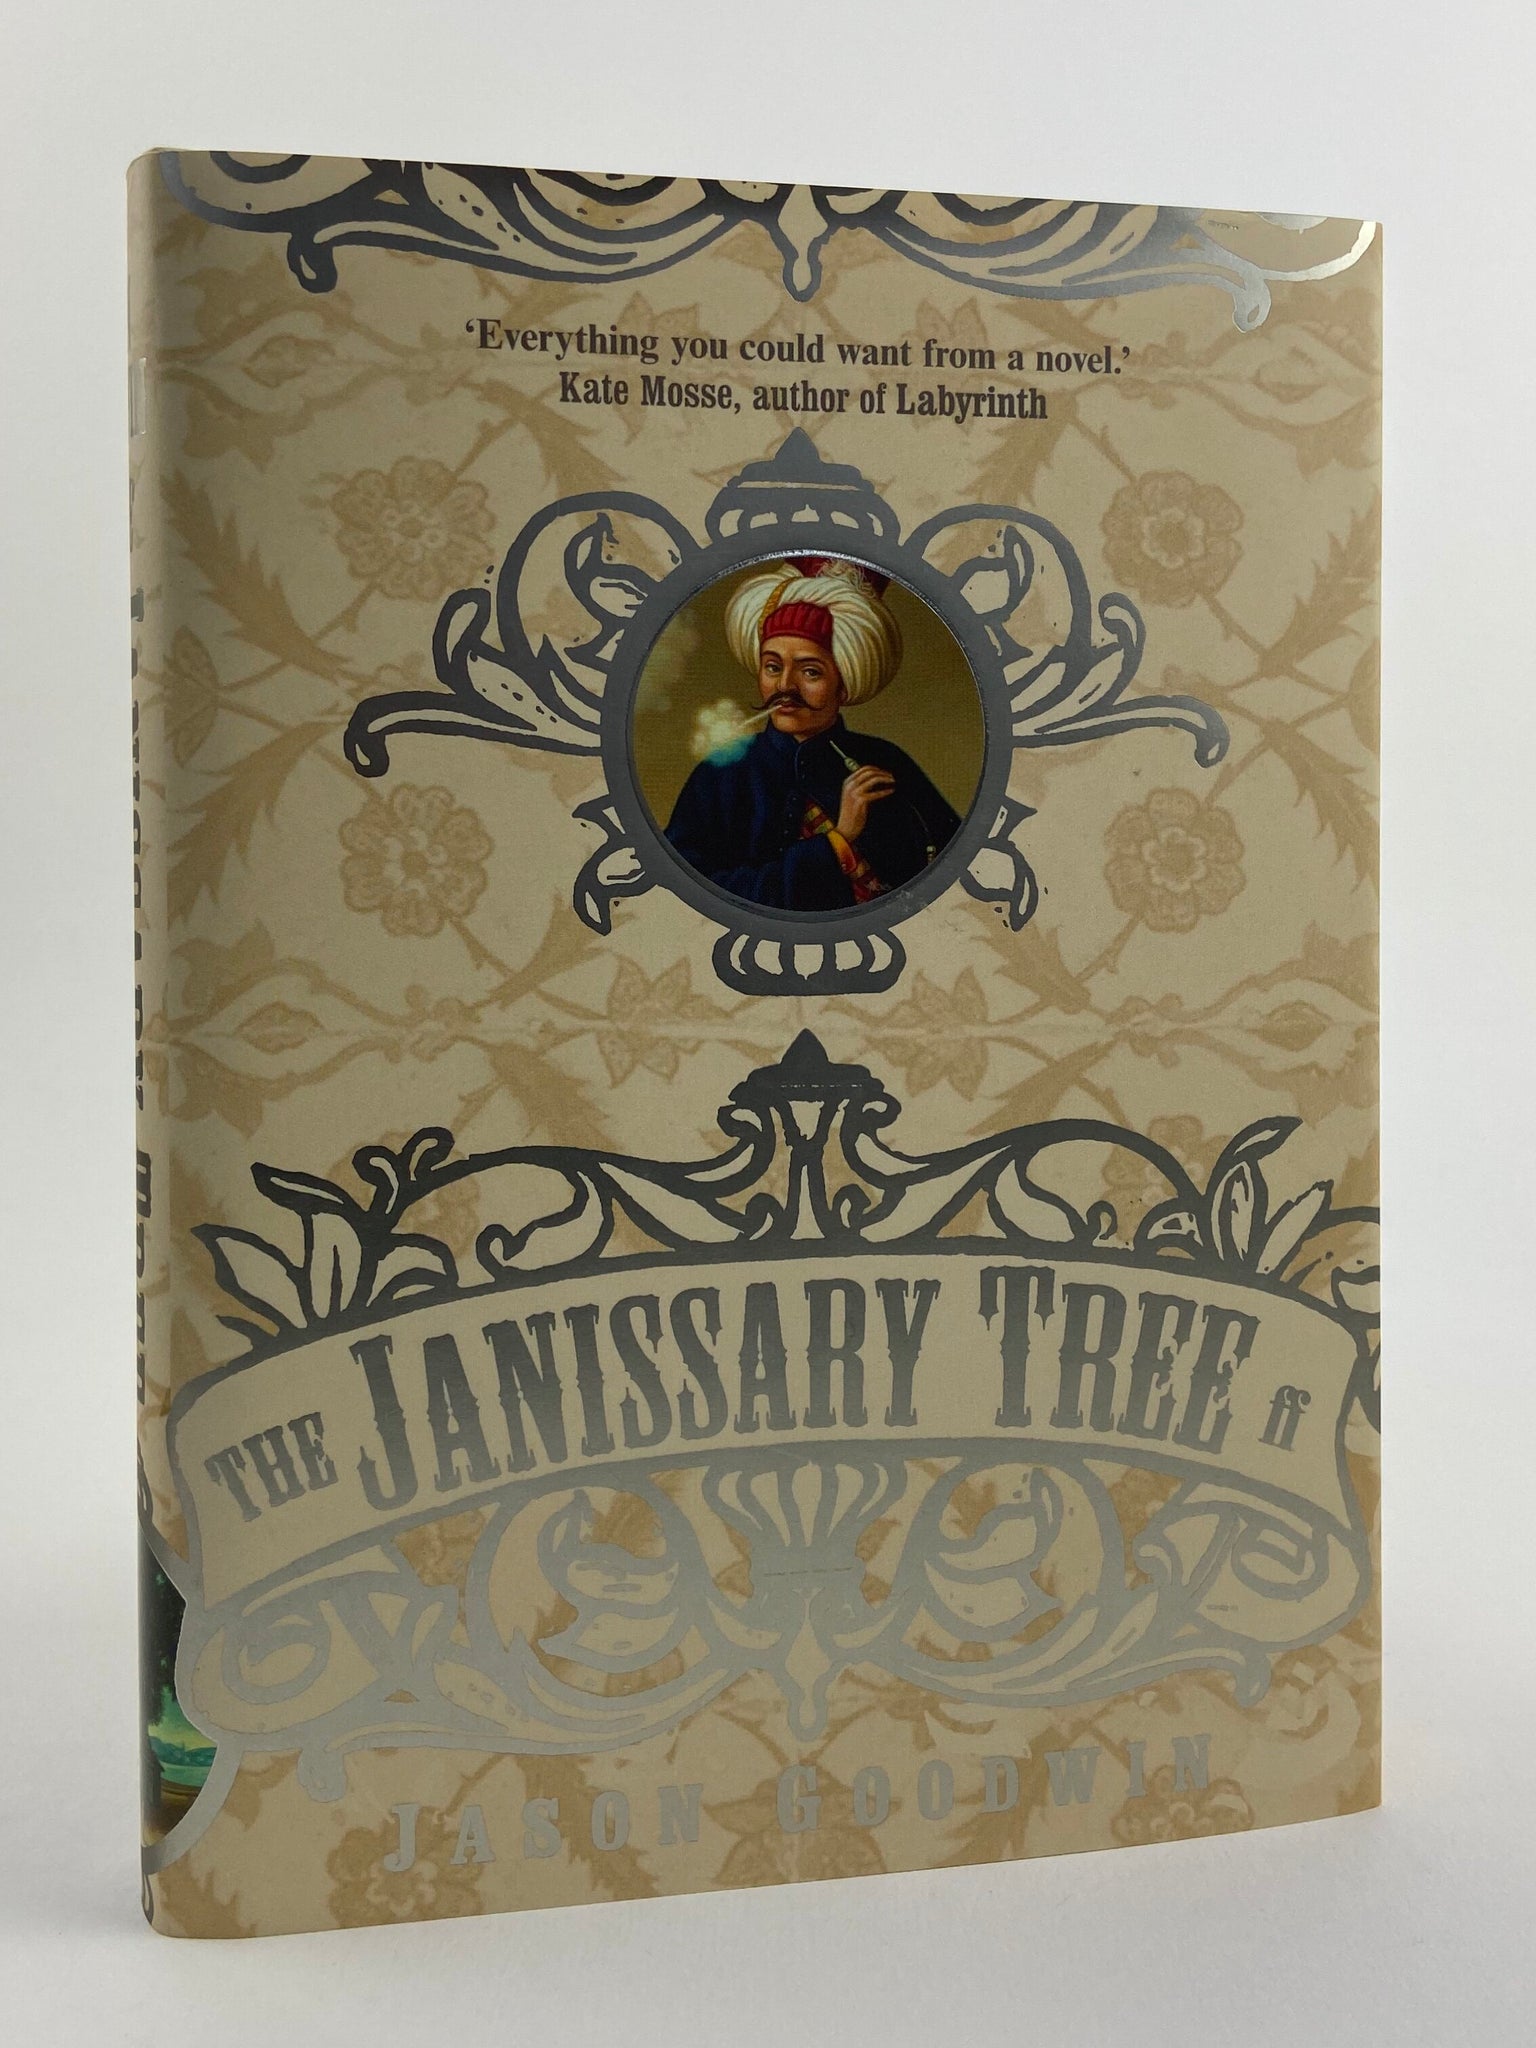 ‘Everything you could want from a novel.’
Kate Mosse, author of Labyrinth
THE JANISSARY TREE ff
JASON GOODWIN